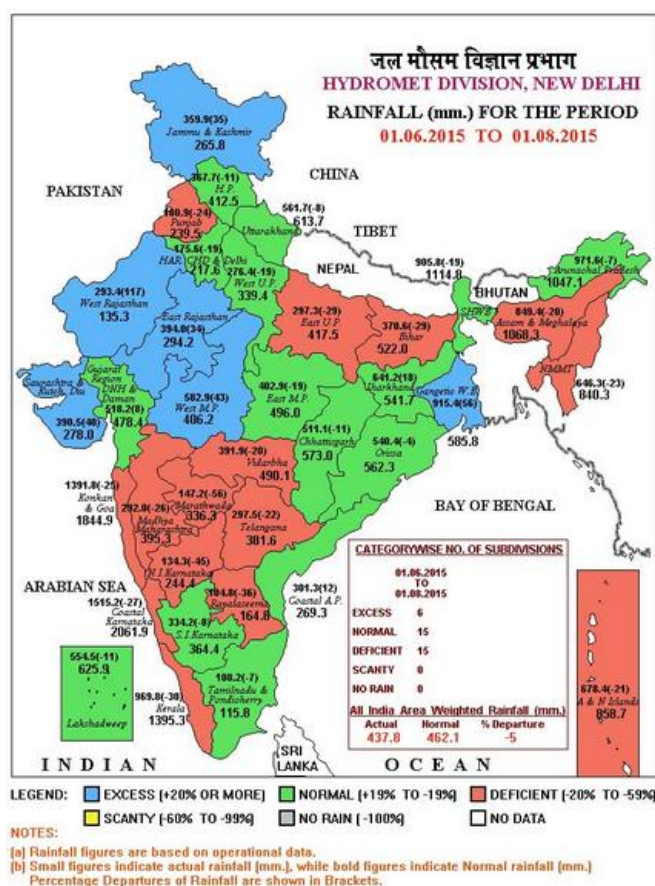 जल मौसम विज्ञान प्रभाग
HYDROMET DIVISION, NEW DELHI
RAINFALL (mm.) FOR THE PERIOD
01.06.2015 TO 01.08.2015
359.9(35)
Jammu & Kashmir
265.8
CHINA
PAKISTAN
367.7(-11)
H.P.
412.5
TIBET
NEPAL
BHUTAN
180.9(-24)
Punjab
239.5
561.7(-8)
613.7
Uttarakhand
175.6(-19)
HAR CHD & Delhi
217.6
276.4(-19)
West U.P.
339.4
905.8(-19)
1114.8
SHWB
971.6(-7)
Arunachal Pradesh
1047.1
293.4(117)
West Rajasthan
135.3
East Rajasthan
394.0(34)
294.2
297.3(-29)
East U.P.
417.5
370.6(-29)
Bihar
522.0
849.4(-20)
Assam & Meghalaya
1068.3
NMMT
646.3(-23)
840.3
Saurashtra &
Kutch, Diu
390.5(40)
278.0
Gujarat
Region
DNH &
Daman
518.2(8)
478.4
582.9(43)
West M.P.
406.2
402.9(-19)
East M.P.
496.0
641.2(18)
Jharkhand
541.7
Gangetic W.B.
915.4(56)
585.8
511.1(-11)
Chhattisgarh
573.0
540.4(-4)
Orissa
562.3
391.9(-20)
Vidarbha
490.1
1391.8(-25)
Konkan
& Goa
1844.9
292.0(-26)
Madhya
Maharashtra
395.3
147.2(-56)
Marathwada
336.3
297.5(-22)
Telangana
381.6
BAY OF BENGAL
ARABIAN SEA
134.3(-45)
N.I.Karnataka
244.4
104.8(-36)
Rayalaseema
164.8
301.3(12)
Coastal A.P.
269.3
1515.2(-27)
Coastal
Karnataka
2061.9
334.2(-8)
S.I.Karnataka
364.4
554.5(-11)
625.9
Lakshadweep
108.2(-7)
Tamilnadu &
Pondicherry
115.8
969.8(-30)
Kerala
1395.3
CATEGORYWISE NO. OF SUBDIVISIONS
01.06.2015
TO
01.08.2015
EXCESS 6
NORMAL 15
DEFICIENT 15
SCANTY 0
NO RAIN 0
All India Area Weighted Rainfall (mm.)
Actual Normal % Departure
437.8 462.1 -5
678.4(-21)
A & N Islands
858.7
SRI
LANKA
INDIAN OCEAN
LEGEND: EXCESS (+20% OR MORE) NORMAL (+19% TO -19%) DEFICIENT (-20% TO -59%)
SCANTY (-60% TO -99%) NO RAIN (-100%) NO DATA
NOTES:
(a) Rainfall figures are based on operational data.
(b) Small figures indicate actual rainfall (mm.), while bold figures indicate Normal rainfall (mm.)
Percentage Departures of Rainfall are shown in Brackets.